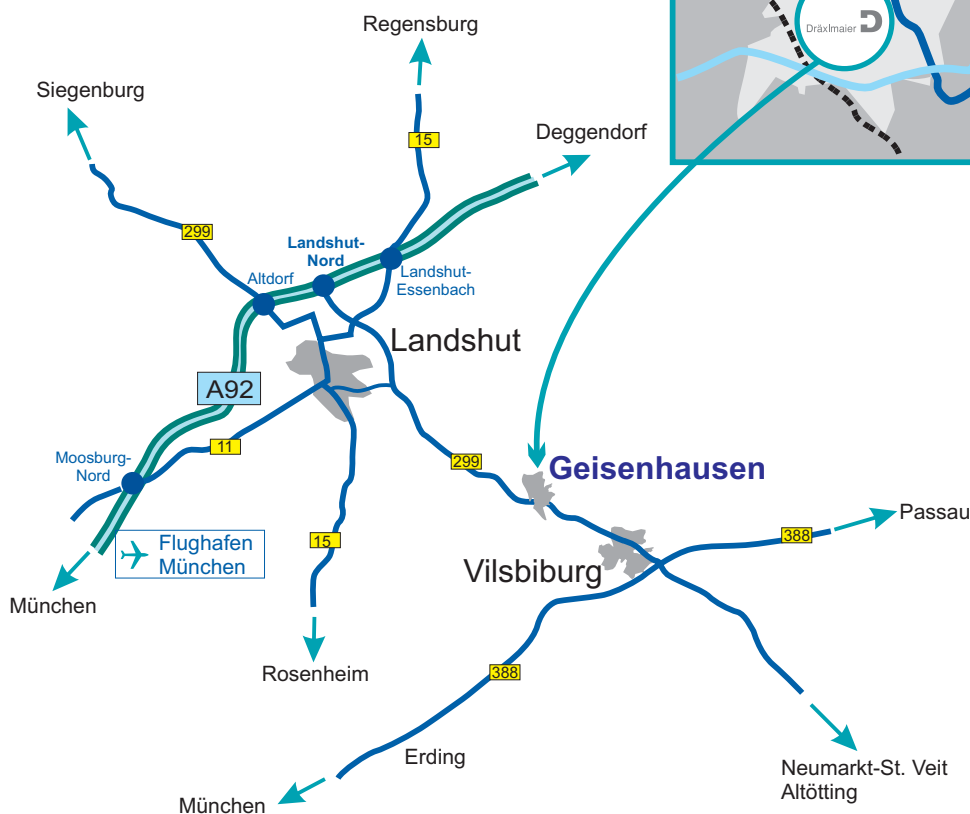 Regensburg
Dräxlmaier
Siegenburg
15
Deggendorf
299
Landshut-
Nord
Altdorf
Landshut-
Essenbach
Landshut
A92
11
Moosburg-
Nord
299
Geisenhausen
Passau
388
15
Flughafen
München
Vilsbiburg
München
Rosenheim
388
Erding
Neumarkt-St. Veit
Altötting
München